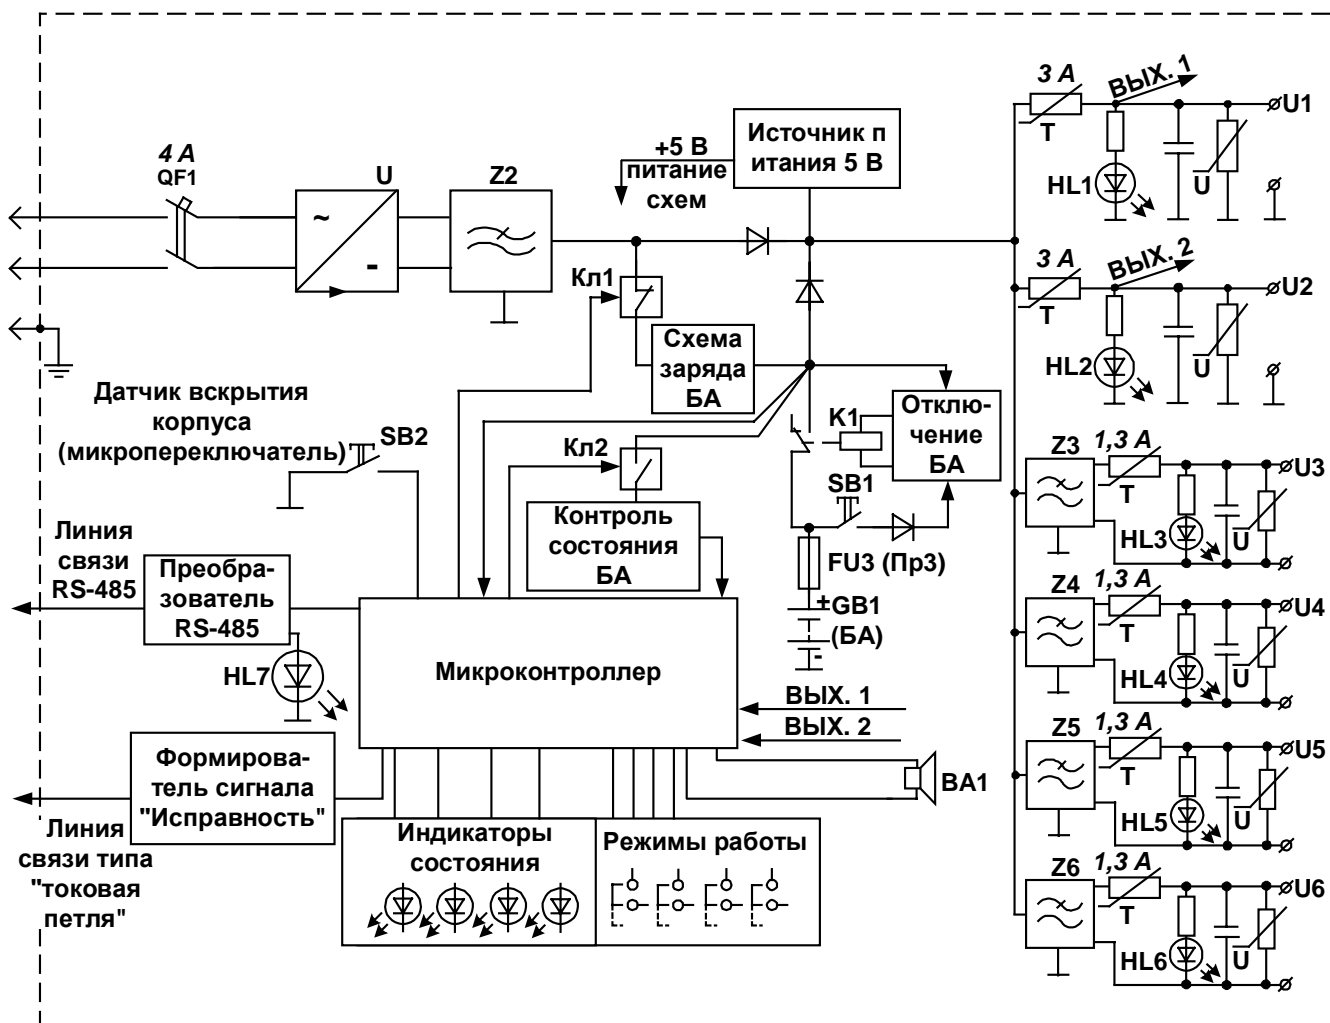 3 А
ВЫХ. 1
U1
T
HL1
U
Источник п
итания 5 В
+5 В
питание
схем
4 А
QF1
U
~
-
Z2
Кл1
3 А
ВЫХ. 2
U2
T
HL2
U
Схема
заряда
БА
Датчик вскрытия
корпуса
(микропереключатель)
SB2
Кл2
K1
Отклю-
чение
БА
SB1
Контроль
состояния
БА
FU3 (Пр3)
+
GB1
(БА)
-
Z3
1,3 А
U3
T
HL3
U
Линия
связи
RS-485
Преобра-
зователь
RS-485
HL7
Микроконтроллер
ВЫХ. 1
ВЫХ. 2
Z4
1,3 А
U4
T
HL4
U
Формирова-
тель сигнала
"Исправность"
Линия
связи типа
"токовая
петля"
BA1
Индикаторы
состояния
Режимы работы
Z5
1,3 А
U5
T
HL5
U
Z6
1,3 А
U6
T
HL6
U